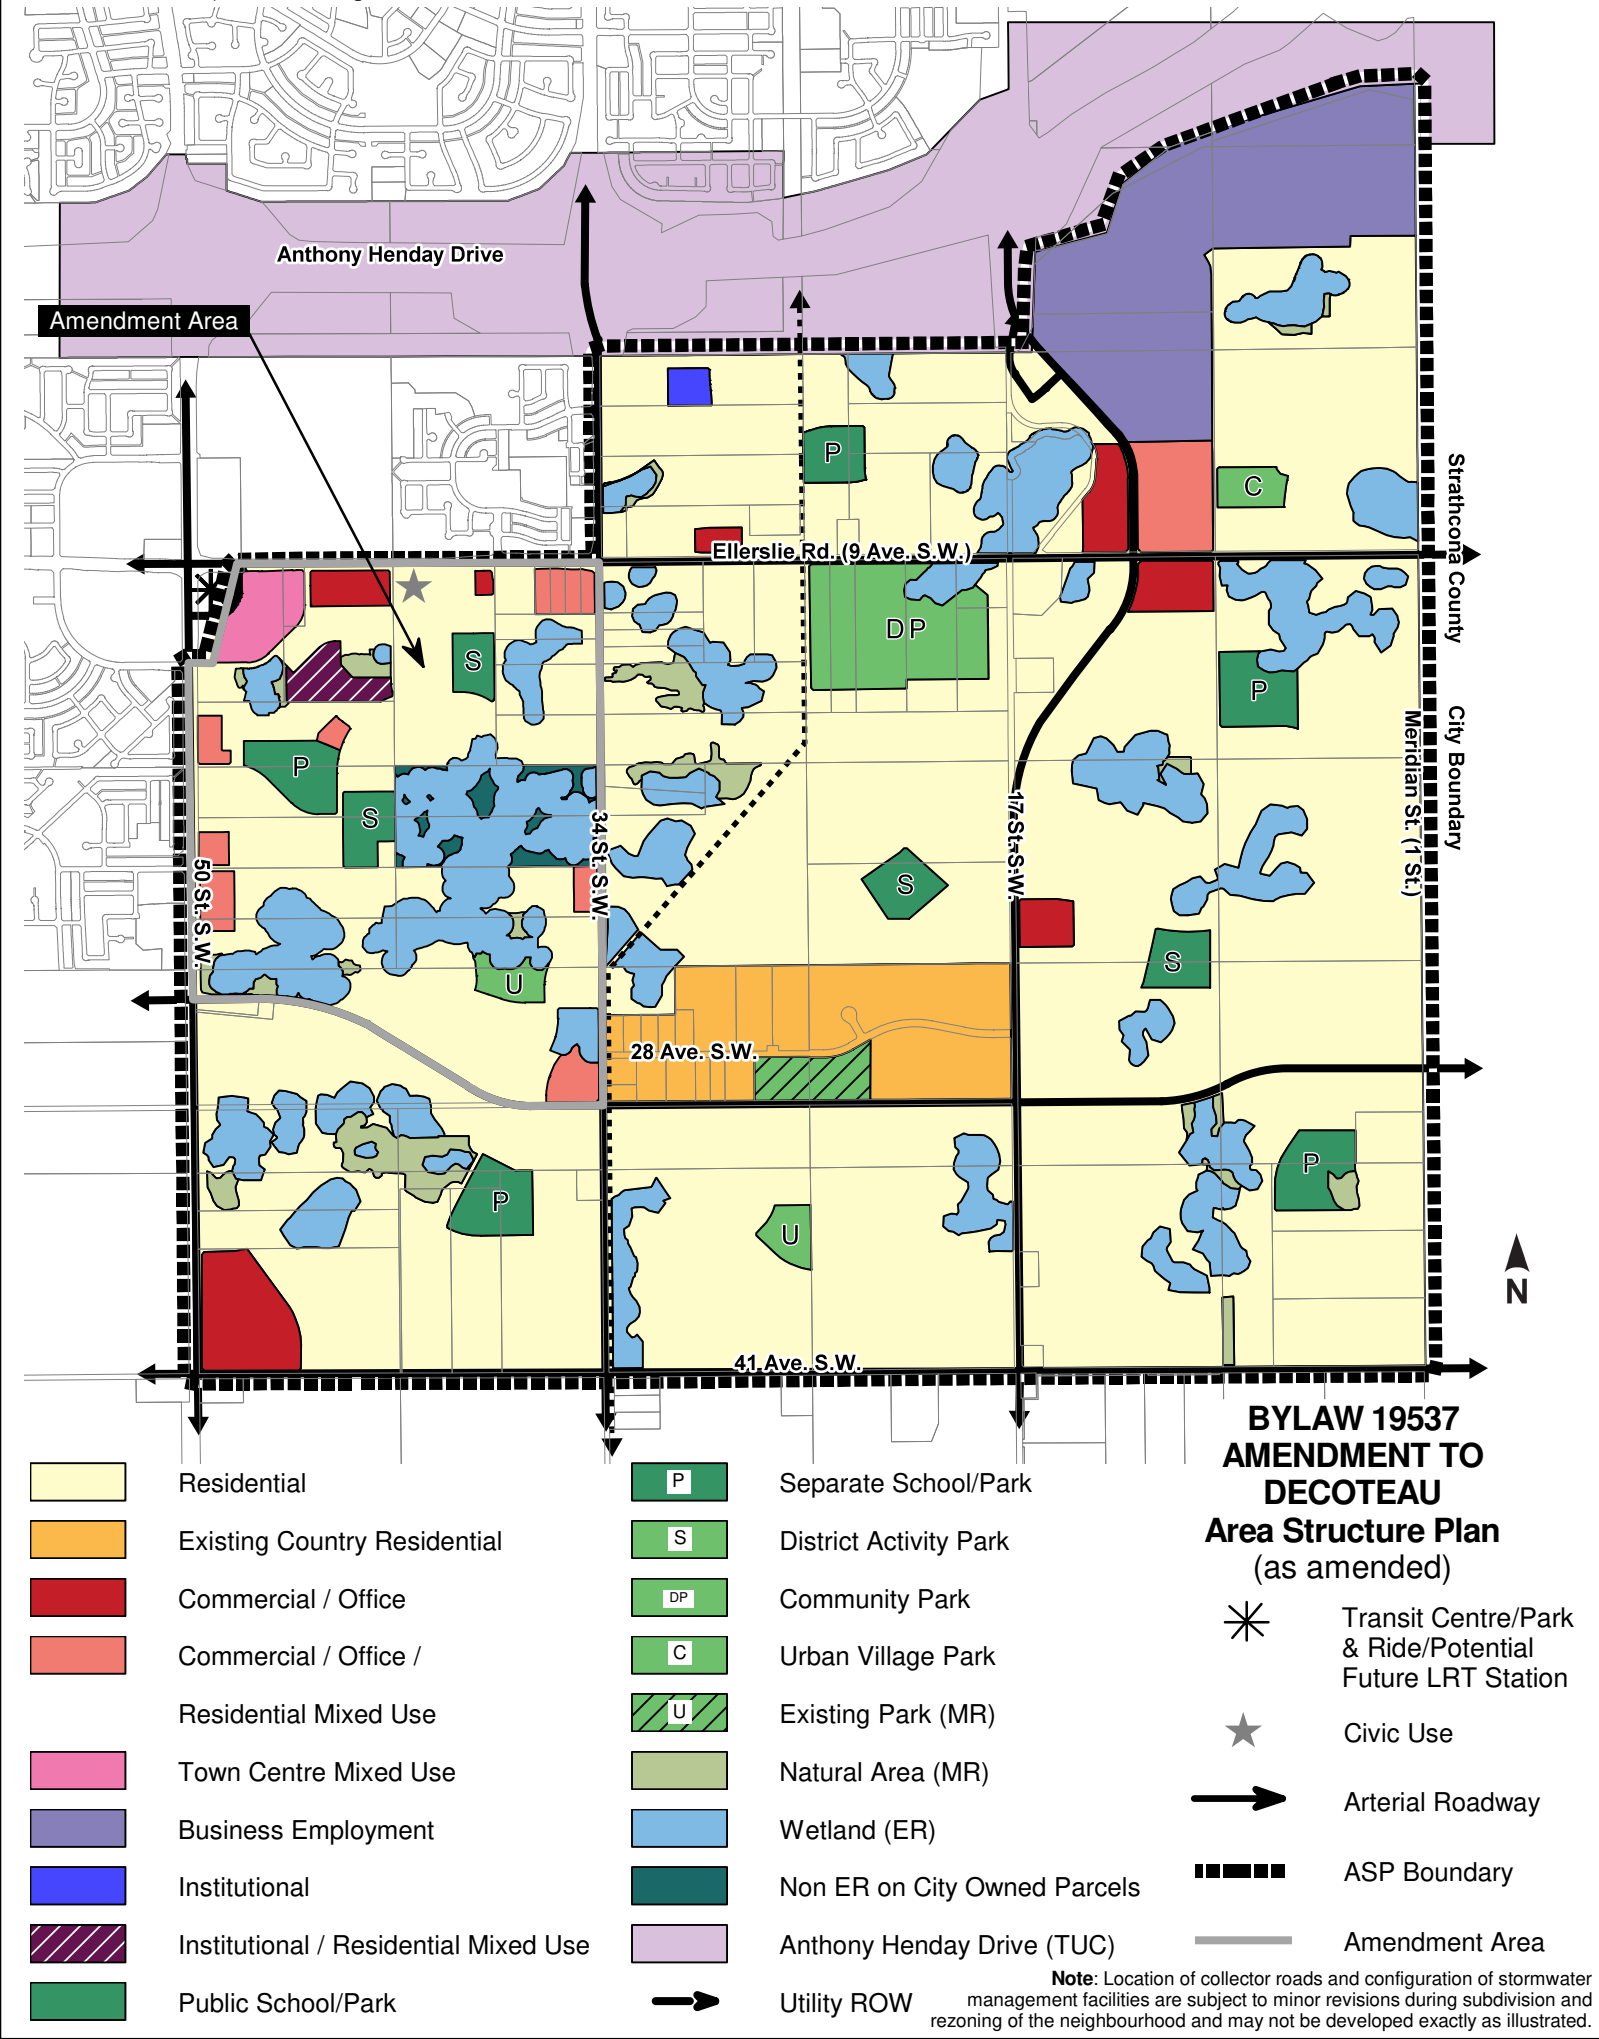 Anthony Henday Drive
Amendment Area
P
C
Strathcona County
Ellerslie Rd. (9 Ave. S.W.)
DP
S
P
City Boundary
Meridian St. (1 St.)
P
S
34 St. S.W.
17 St. S.W.
50 St. S.W.
S
S
U
28 Ave. S.W.
P
P
U
41 Ave. S.W.
N
BYLAW 19537
AMENDMENT TO
DECOTEAU
Area Structure Plan
(as amended)
Residential
Existing Country Residential
Commercial / Office
Commercial / Office /
Residential Mixed Use
Town Centre Mixed Use
Business Employment
Institutional
Institutional / Residential Mixed Use
Public School/Park
P Separate School/Park
S District Activity Park
DP Community Park
C Urban Village Park
U Existing Park (MR)
Natural Area (MR)
Wetland (ER)
Non ER on City Owned Parcels
Anthony Henday Drive (TUC)
Utility ROW
Transit Centre/Park
& Ride/Potential
Future LRT Station
Civic Use
Arterial Roadway
ASP Boundary
Amendment Area
Note: Location of collector roads and configuration of stormwater
management facilities are subject to minor revisions during subdivision and
rezoning of the neighbourhood and may not be developed exactly as illustrated.